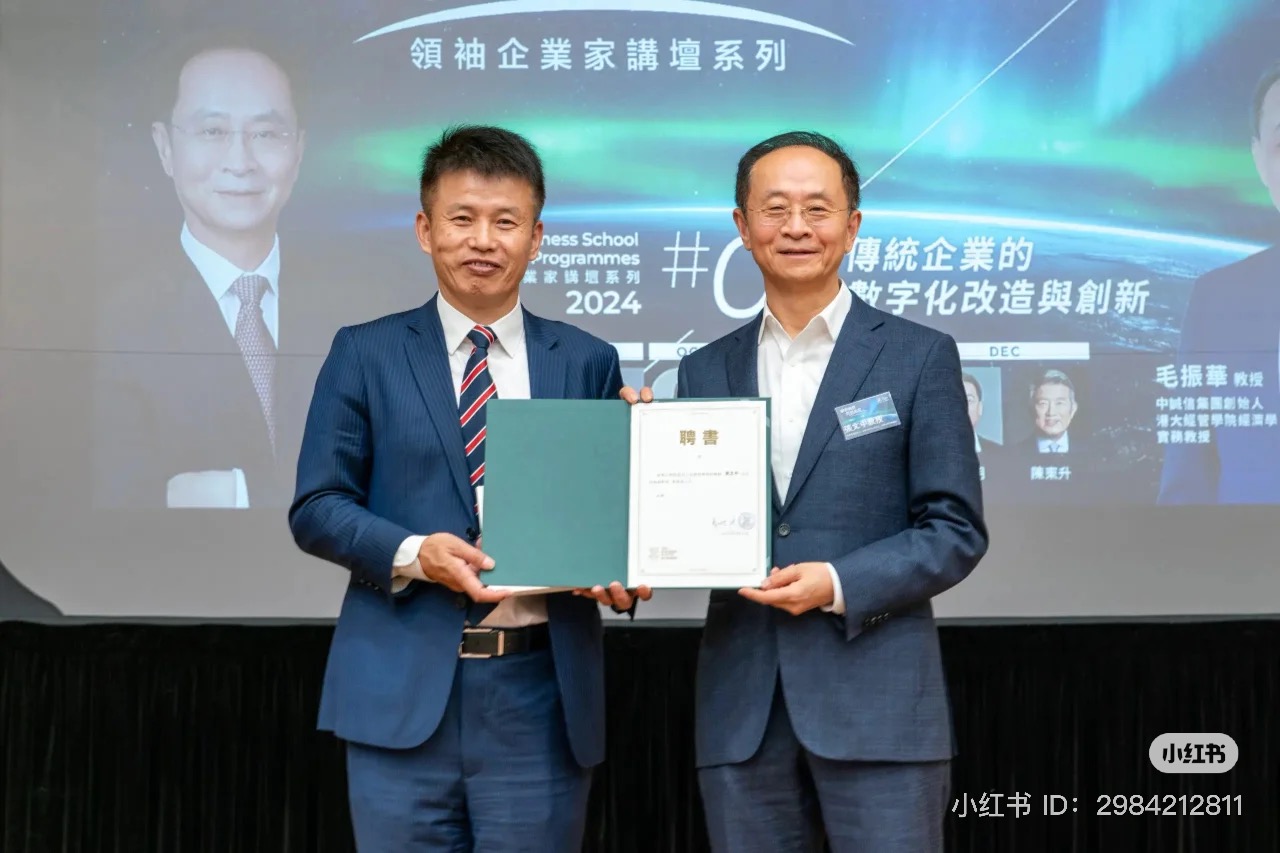 領袖企業家講壇系列
ness School
Programmes
業家講壇系列
2024
#0
傳統企業的
數字化改造與創新
DEC
毛振華 教授
中誠信集團創始人
港大經管學院經濟學
實務教授
陳東升
聘書
小红书
小红书 ID：2984212811